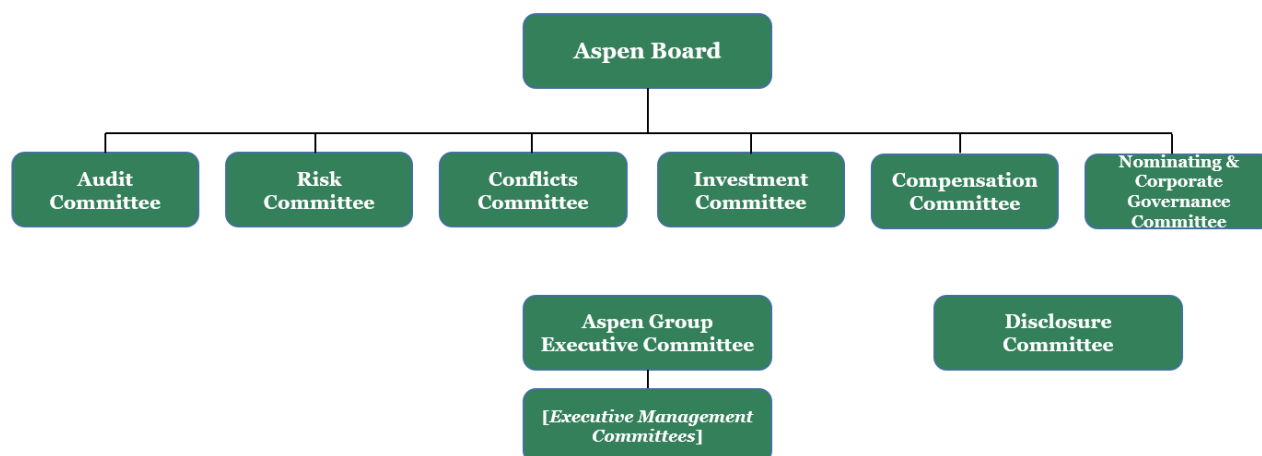 Aspen Board
Audit
Committee
Risk
Committee
Conflicts
Committee
Investment
Committee
Compensation
Committee
Nominating &
Corporate
Governance
Committee
Aspen Group
Executive Committee
Disclosure
Committee
[Executive Management
Committees]